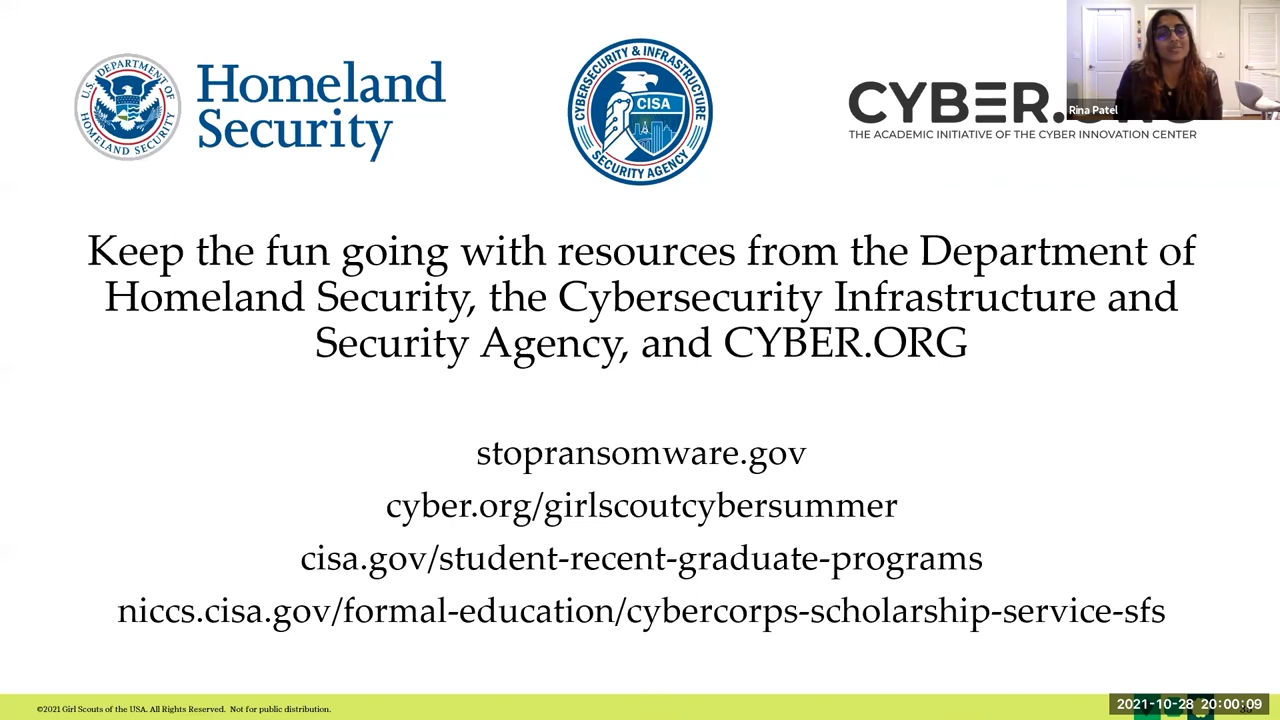 U.S. DEPARTMENT OF
HOMELAND SECURITY
Homeland
Security
CYBERSECURITY & INFRASTRUCTURE
CISA
SECURITY AGENCY
CYBER.
THE ACADEMIC INITIATIVE OF THE CYBER INNOVATION CENTER
Rina Patel
Keep the fun going with resources from the Department of
Homeland Security, the Cybersecurity Infrastructure and
Security Agency, and CYBER.ORG
stopransomware.gov
cyber.org/girlscoutcybersummer
cisa.gov/student-recent-graduate-programs
niccs.cisa.gov/formal-education/cybercorps-scholarship-service-sfs
©2021 Girl Scouts of the USA. All Rights Reserved. Not for public distribution.
2021-10-28 20:00:09